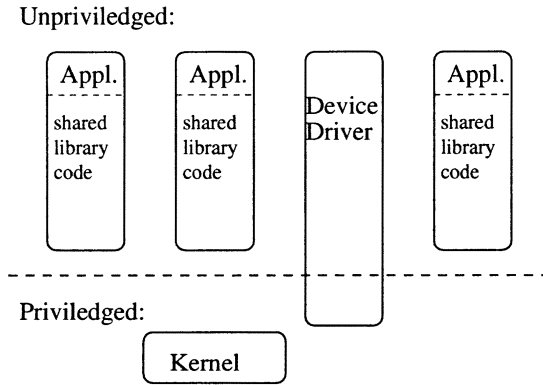 Unpriviledged:
Appl.
shared
library
code
Appl.
shared
library
code
Device
Driver
Appl.
shared
library
code
Priviledged:
Kernel